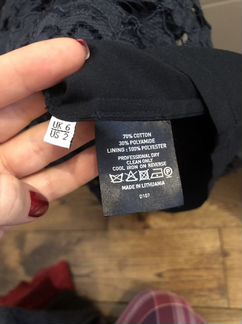 UK 6
US 2
70% COTTON
30% POLYAMIDE
LINING : 100% POLYESTER
PROFESSIONAL DRY
CLEAN ONLY
COOL IRON ON REVERSE
MADE IN LITHUANIA